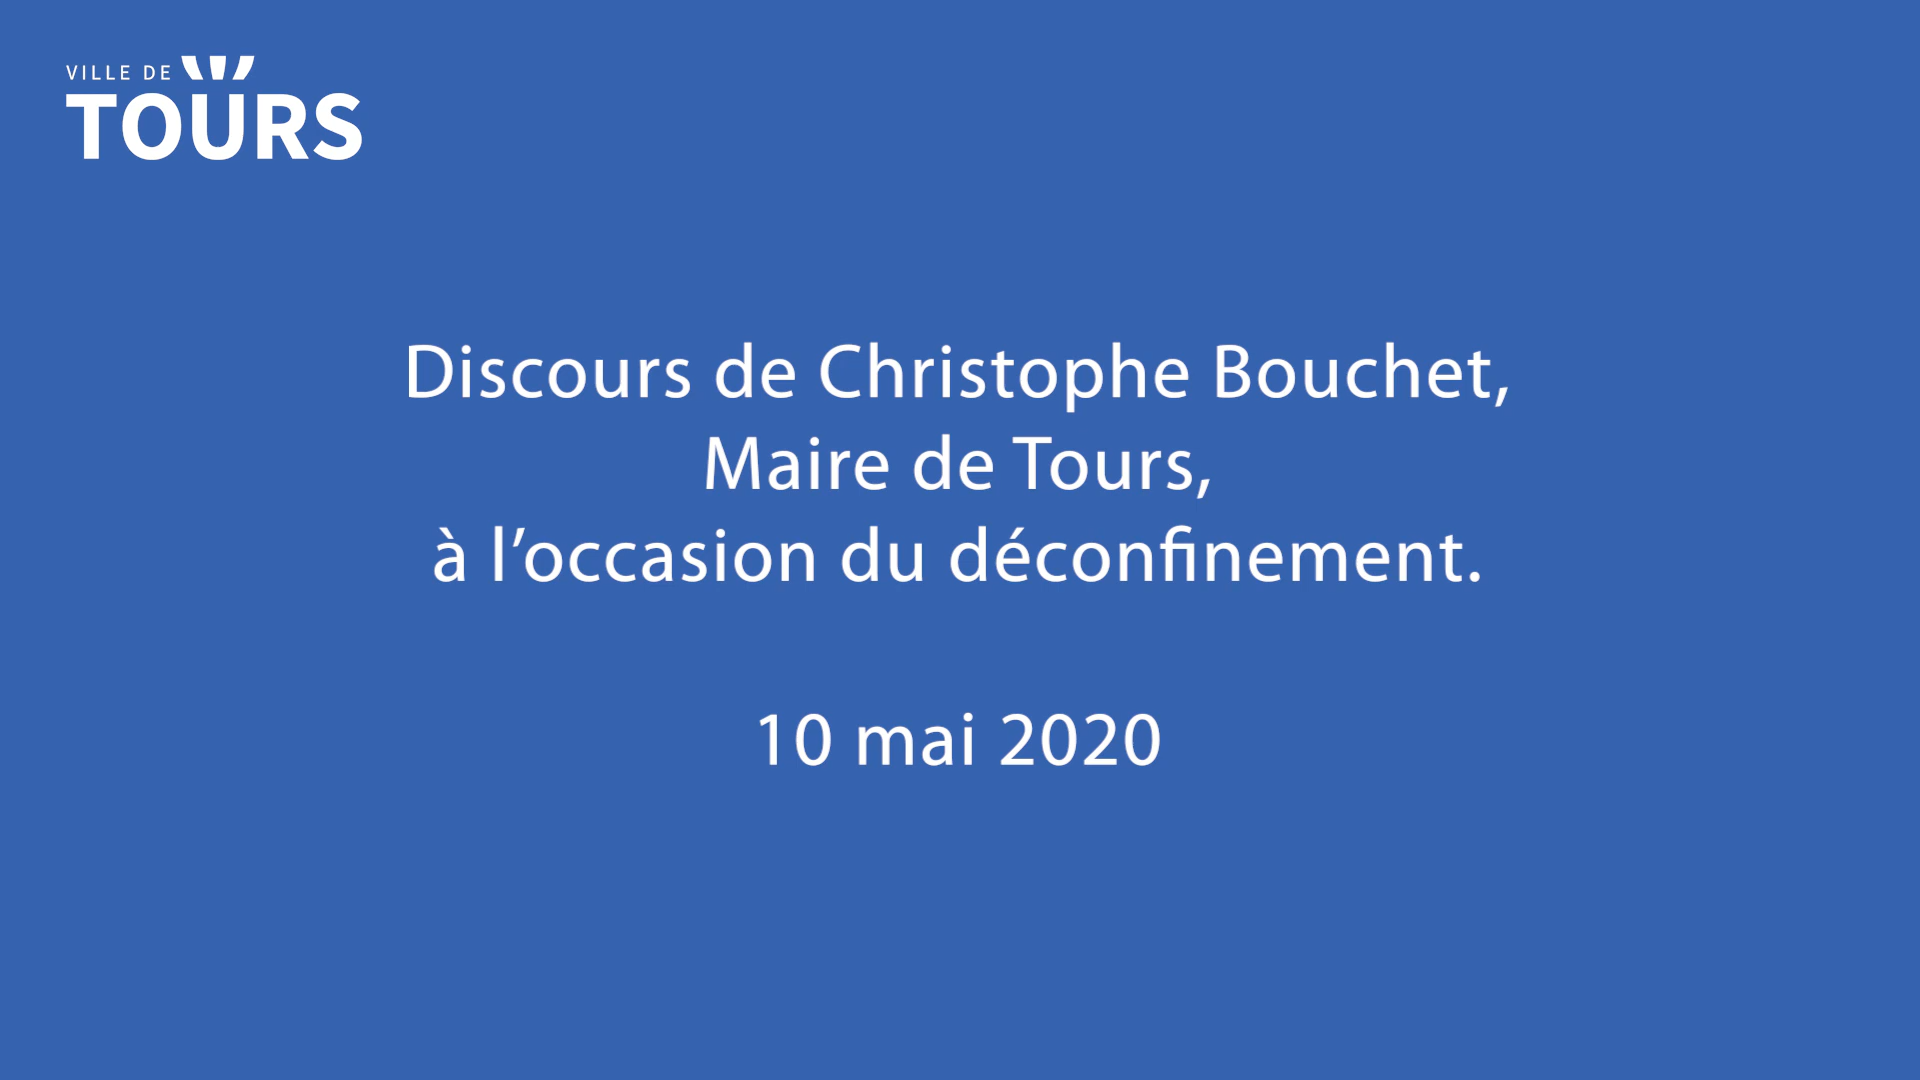 VILLE DE
TOURS
Discours de Christophe Bouchet,
Maire de Tours,
à l’occasion du déconfinement.
10 mai 2020